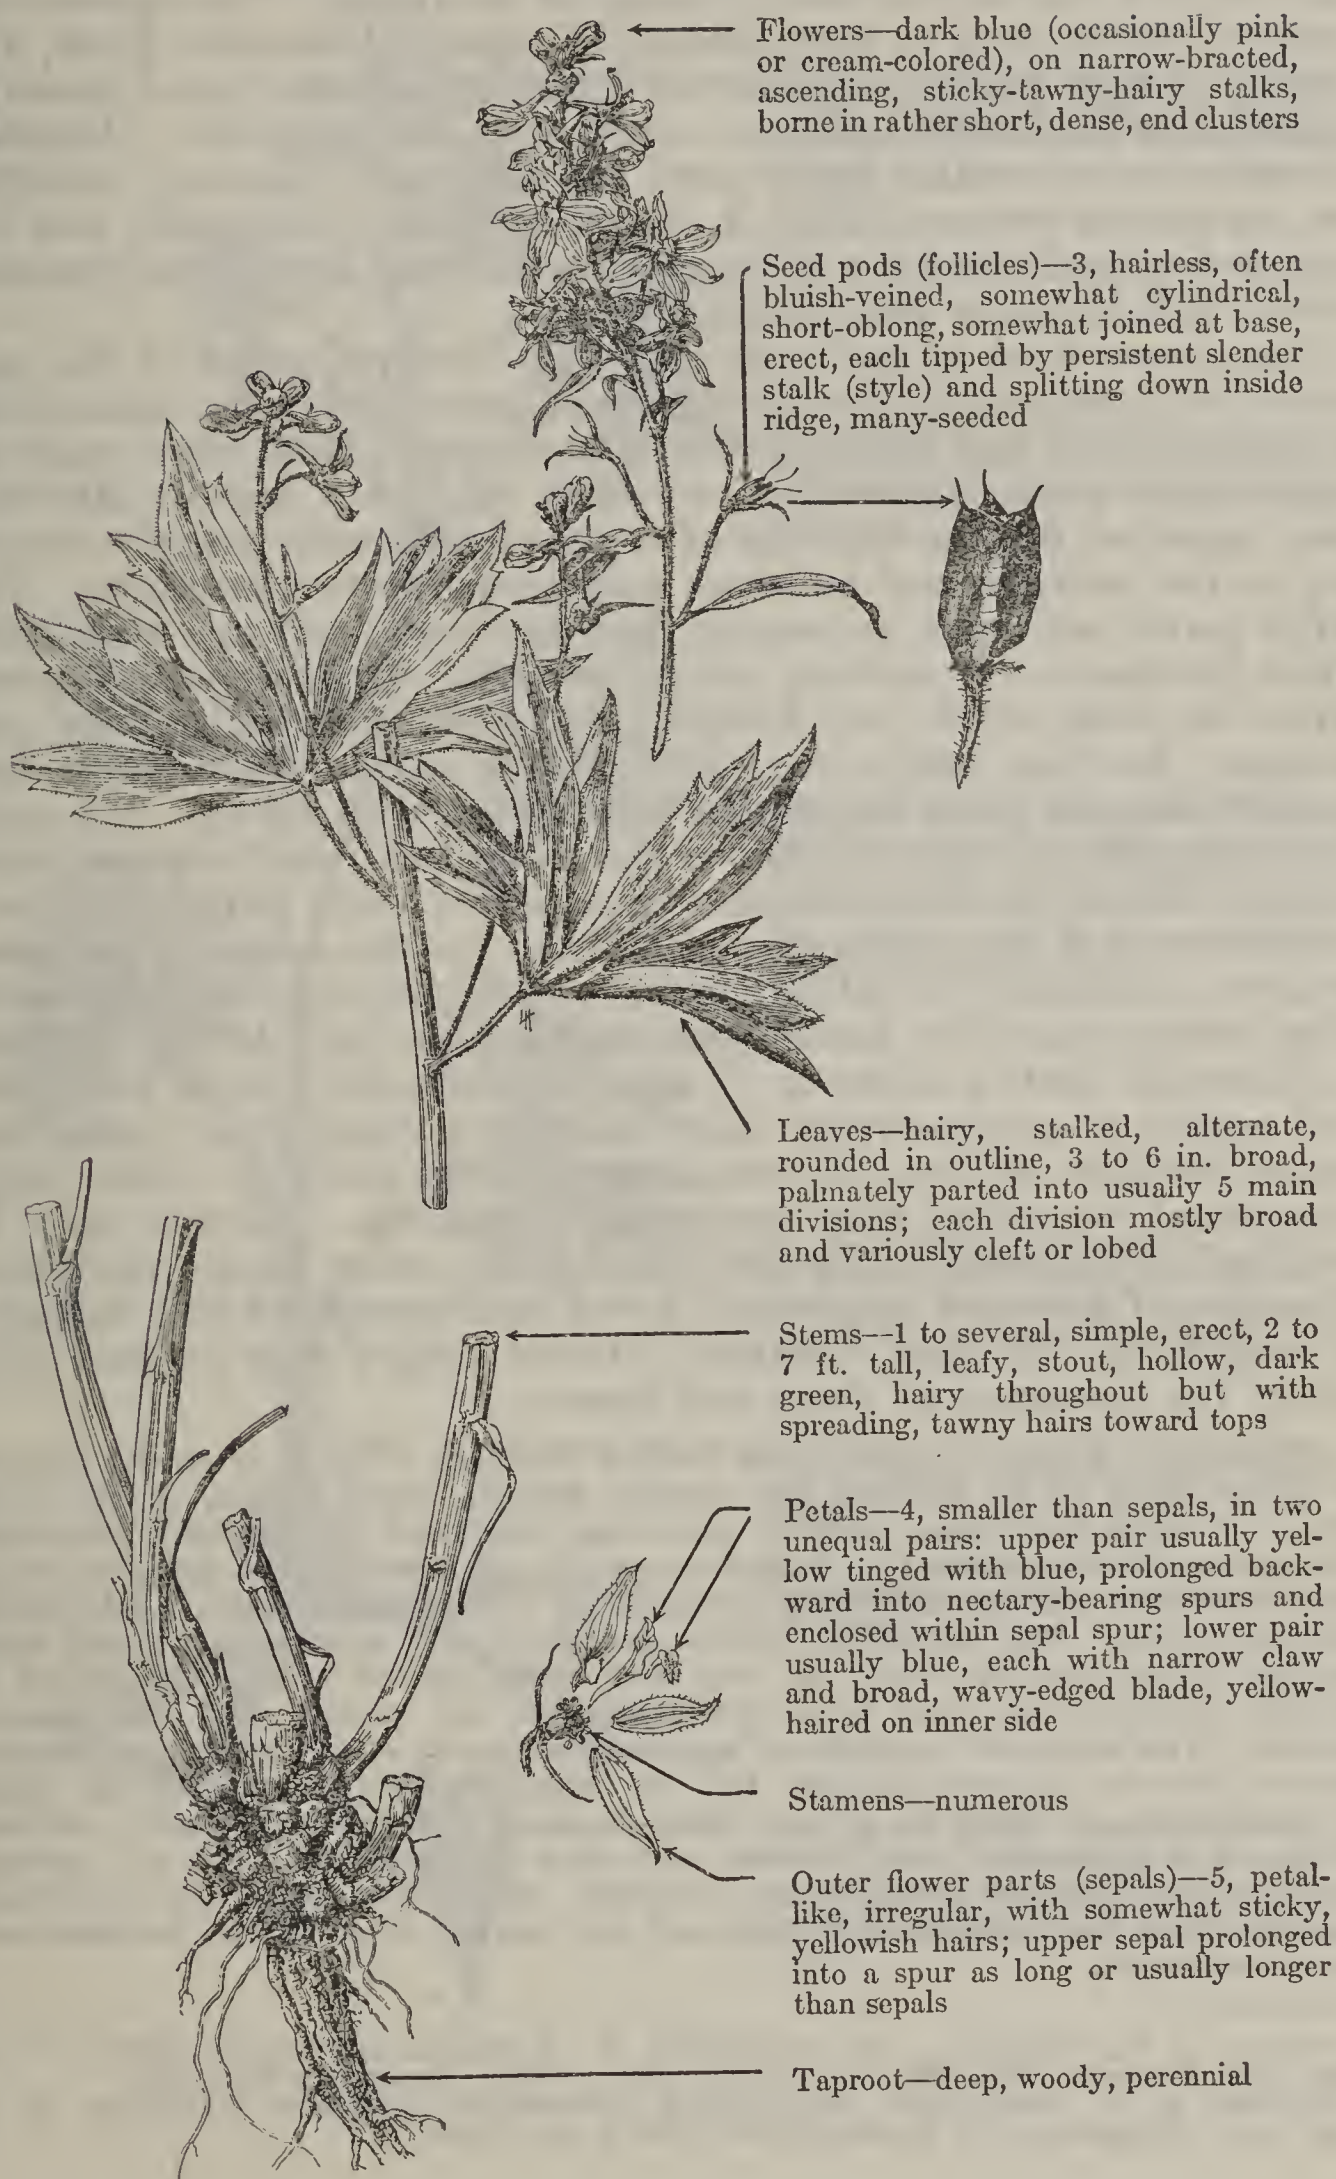 Flowers—dark blue (occasionally pink
or cream-colored), on narrow-bracted,
ascending, sticky-tawny-hairy stalks,
borne in rather short, dense, end clusters
Seed pods (follicles)—3, hairless, often
bluish-veined, somewhat cylindrical,
short-oblong, somewhat joined at base,
erect, each tipped by persistent slender
stalk (style) and splitting down inside
ridge, many-seeded
Leaves—hairy, stalked, alternate,
rounded in outline, 3 to 6 in. broad,
palmately parted into usually 5 main
divisions; each division mostly broad
and variously cleft or lobed
Stems—1 to several, simple, erect, 2 to
7 ft. tall, leafy, stout, hollow, dark
green, hairy throughout but with
spreading, tawny hairs toward tops
Petals—4, smaller than sepals, in two
unequal pairs: upper pair usually yel-
low tinged with blue, prolonged back-
ward into nectary-bearing spurs and
enclosed within sepal spur; lower pair
usually blue, each with narrow claw
and broad, wavy-edged blade, yellow-
haired on inner side
Stamens—numerous
Outer flower parts (sepals)—5, petal-
like, irregular, with somewhat sticky,
yellowish hairs; upper sepal prolonged
into a spur as long or usually longer
than sepals
Taproot—deep, woody, perennial